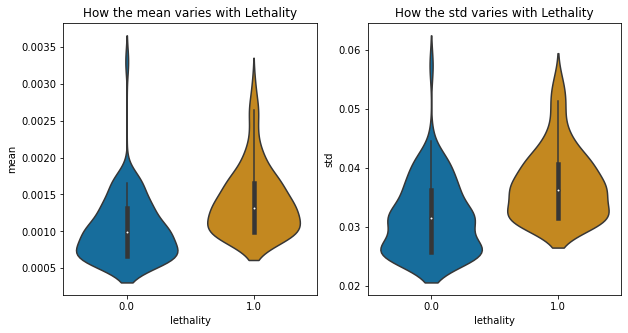 How the mean varies with Lethality
0.0035
0.0030
0.0025
0.0020
0.0015
0.0010
0.0005
mean
0.0
1.0
lethality
How the std varies with Lethality
0.06
0.05
0.04
0.03
0.02
std
0.0
1.0
lethality